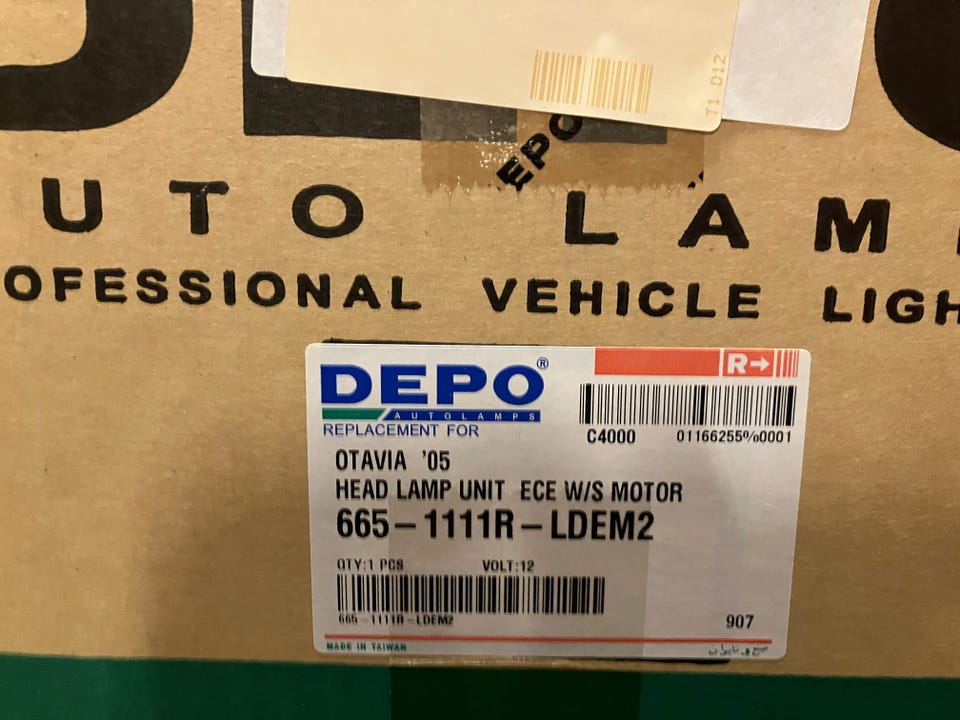 T1 D12
DEPO
UTO LAM
OFESSIONAL VEHICLE LIGH
DEPO®
AUTOLAMPS
REPLACEMENT FOR
R→
C4000 01166255%0001
OTAVIA '05
HEAD LAMP UNIT ECE W/S MOTOR
665-1111R-LDEM2
QTY:1 PCS VOLT:12
665-1111R-LDEM2
907
MADE IN TAIWAN